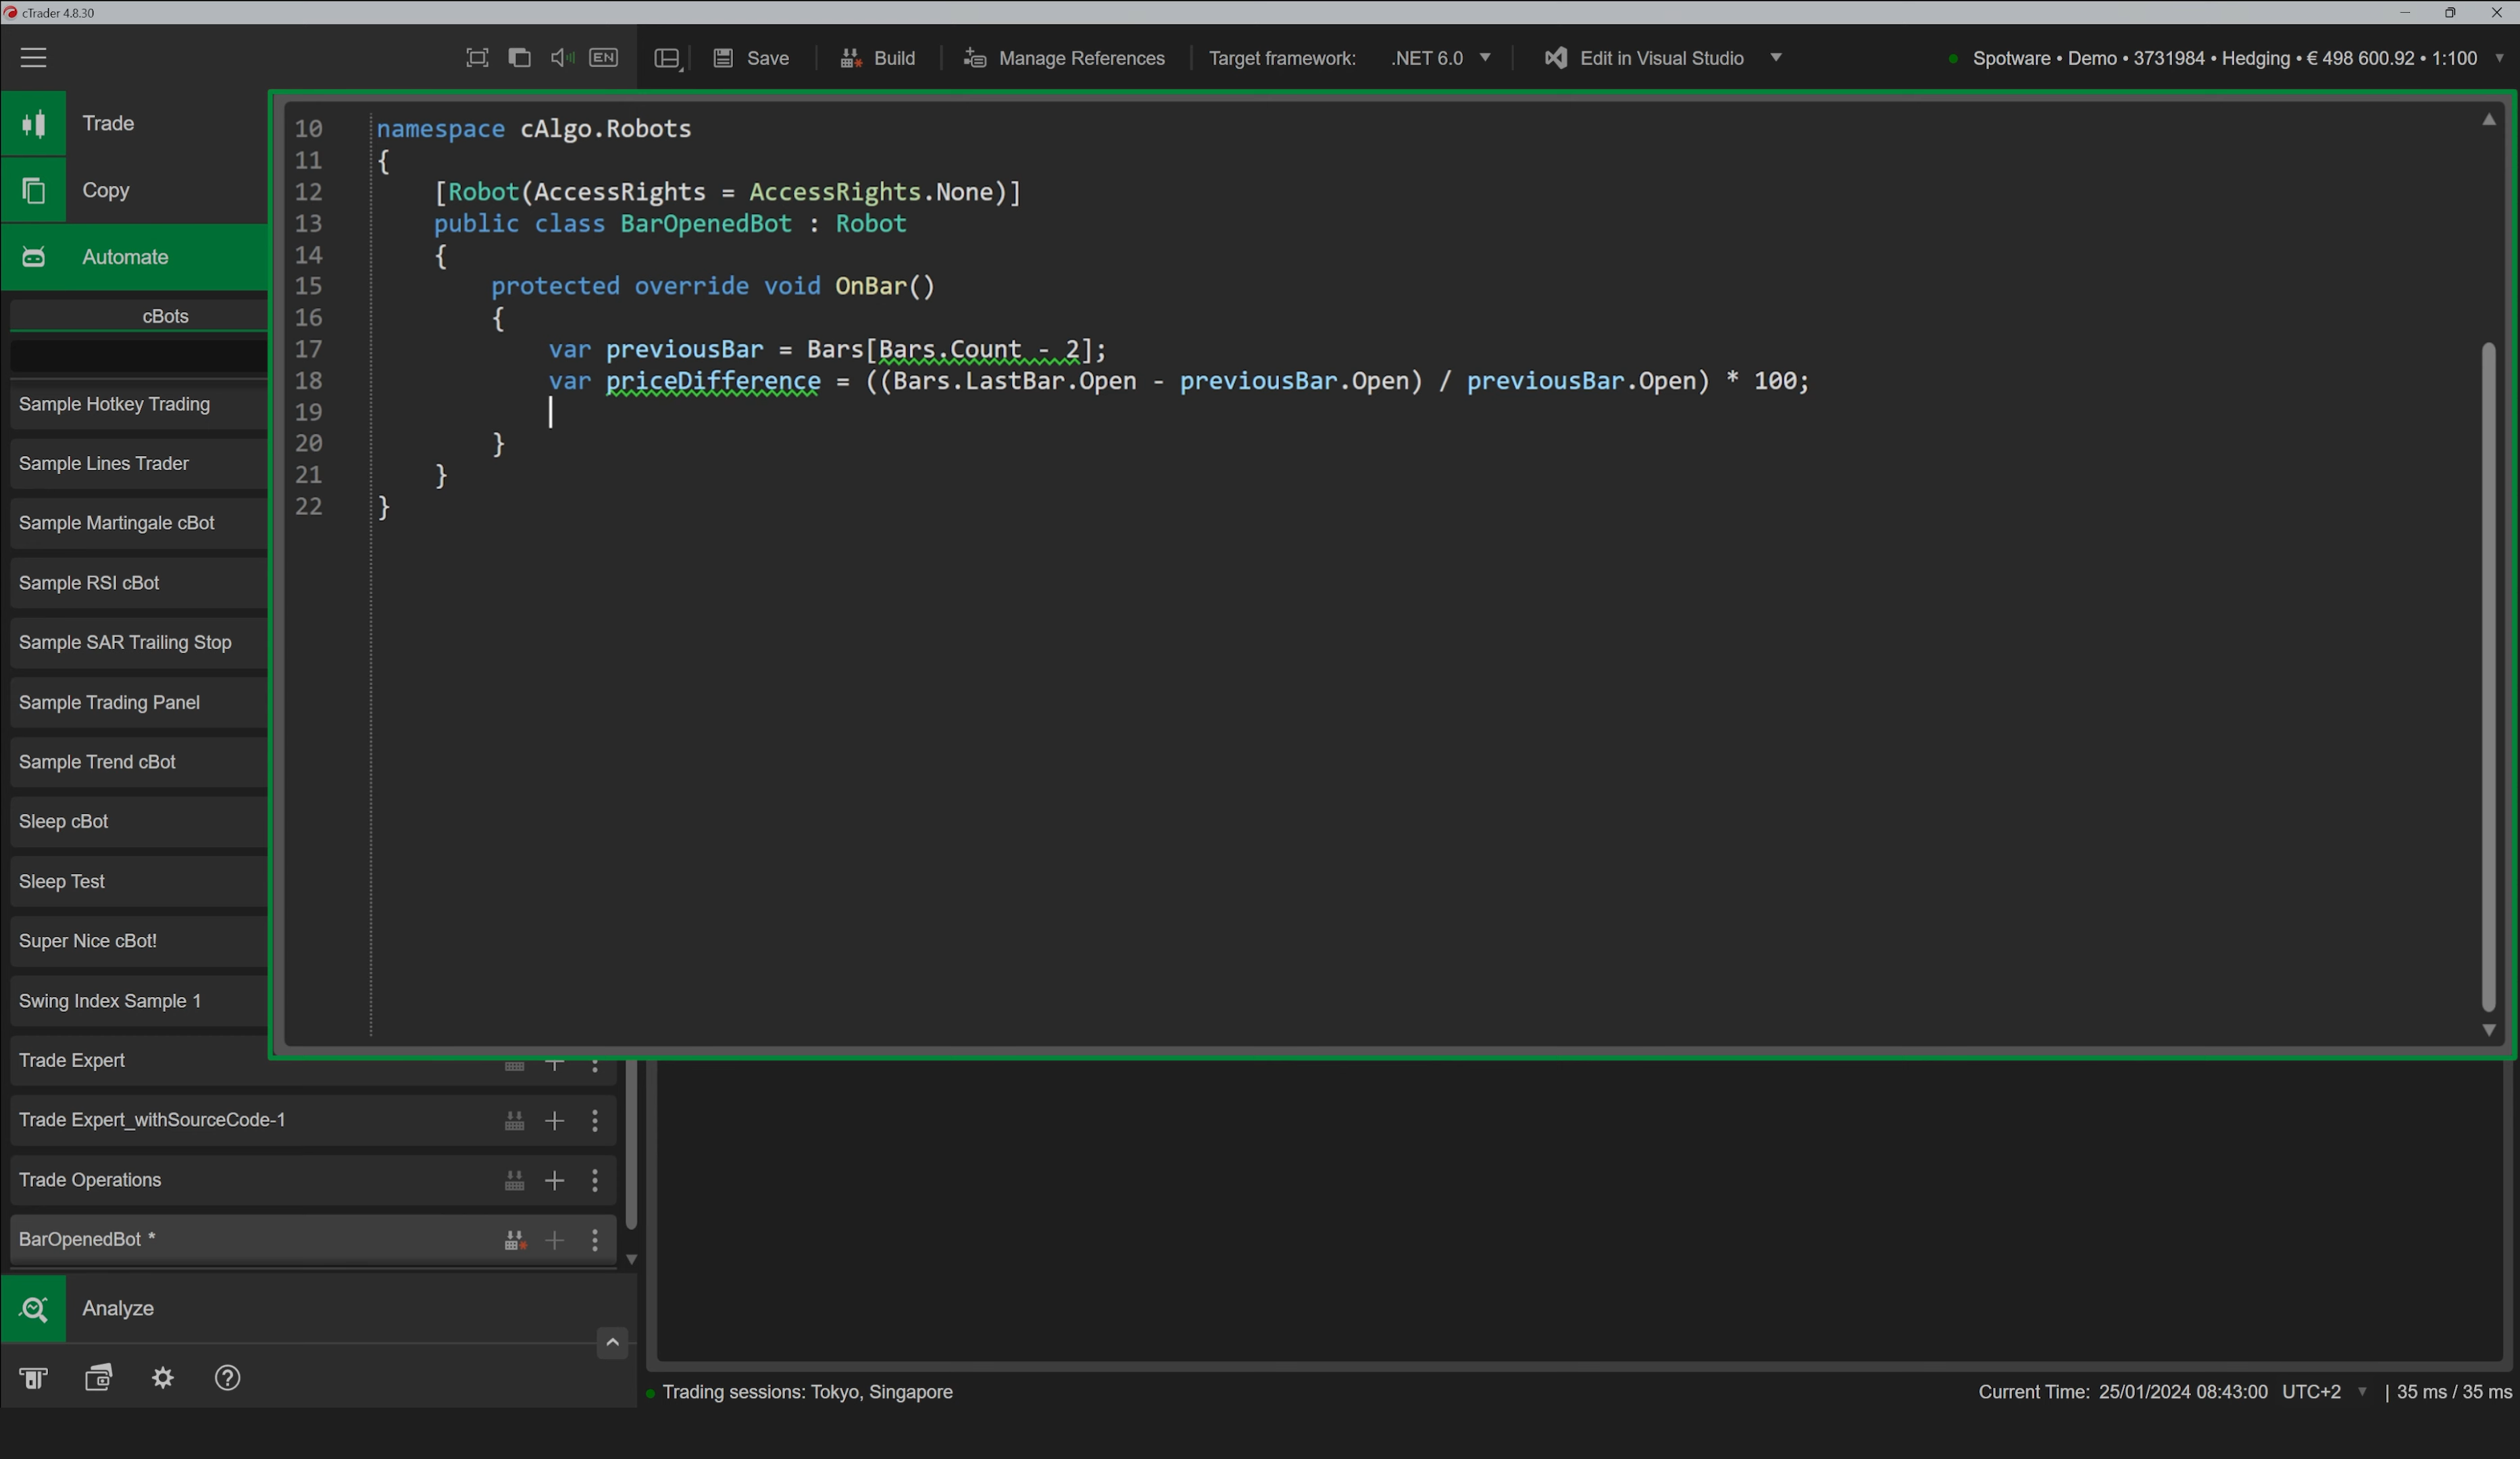 cTrader 4.8.30
EN
Save
Build
Manage References
Target framework:
.NET 6.0
Edit in Visual Studio
Spotware • Demo • 3731984 • Hedging • € 498 600.92 • 1:100
Trade
Copy
Automate
cBots
Sample Hotkey Trading
Sample Lines Trader
Sample Martingale cBot
Sample RSI cBot
Sample SAR Trailing Stop
Sample Trading Panel
Sample Trend cBot
Sleep cBot
Sleep Test
Super Nice cBot!
Swing Index Sample 1
Trade Expert
Trade Expert_withSourceCode-1
Trade Operations
BarOpenedBot *
Analyze
10 namespace cAlgo.Robots
11 {
12 [Robot(AccessRights = AccessRights.None)]
13 public class BarOpenedBot : Robot
14 {
15 protected override void OnBar()
16 {
17 var previousBar = Bars[Bars.Count - 2];
18 var priceDifference = ((Bars.LastBar.Open - previousBar.Open) / previousBar.Open) * 100;
19
20 }
21 }
22 }
Trading sessions: Tokyo, Singapore
Current Time: 25/01/2024 08:43:00 UTC+2
| 35 ms / 35 ms